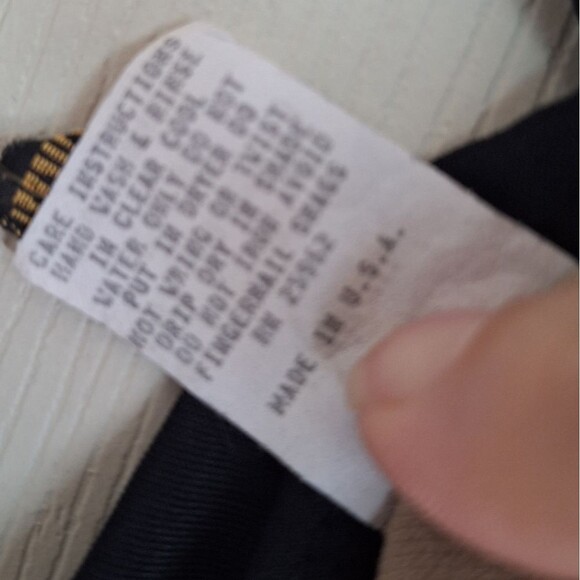 CARE INSTRUCTIONS
HAND WASH & RINSE
IN CLEAR COOL
WATER ONLY DO NOT
PUT IN DRYER DO
NOT WRING OR TWIST
DRIP DRY IN SHADE
DO NOT IRON AVOID
FINGERNAIL SNAGS
RN 25562
MADE IN U.S.A.